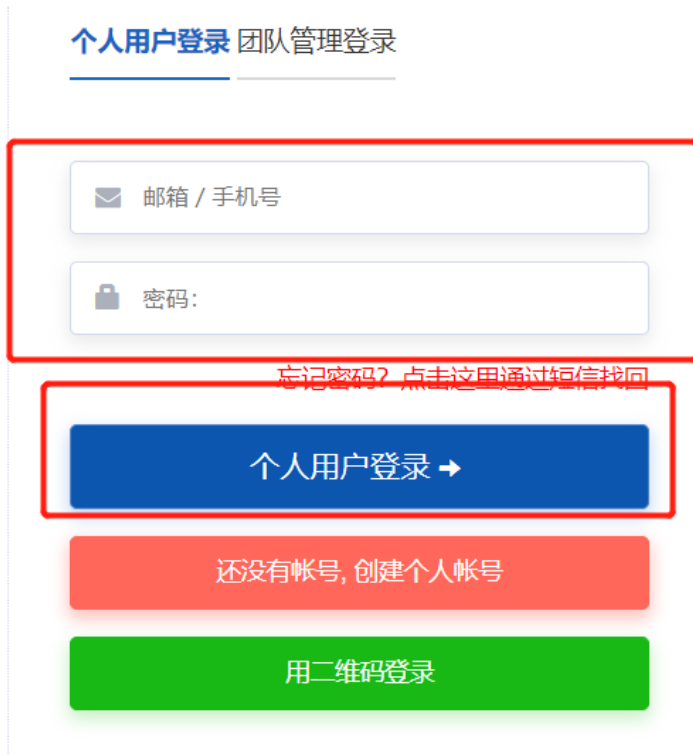 个人用户登录 团队管理登录
邮箱 / 手机号
密码:
忘记密码? 点击这里通过短信找回
个人用户登录
还没有帐号, 创建个人帐号
用二维码登录